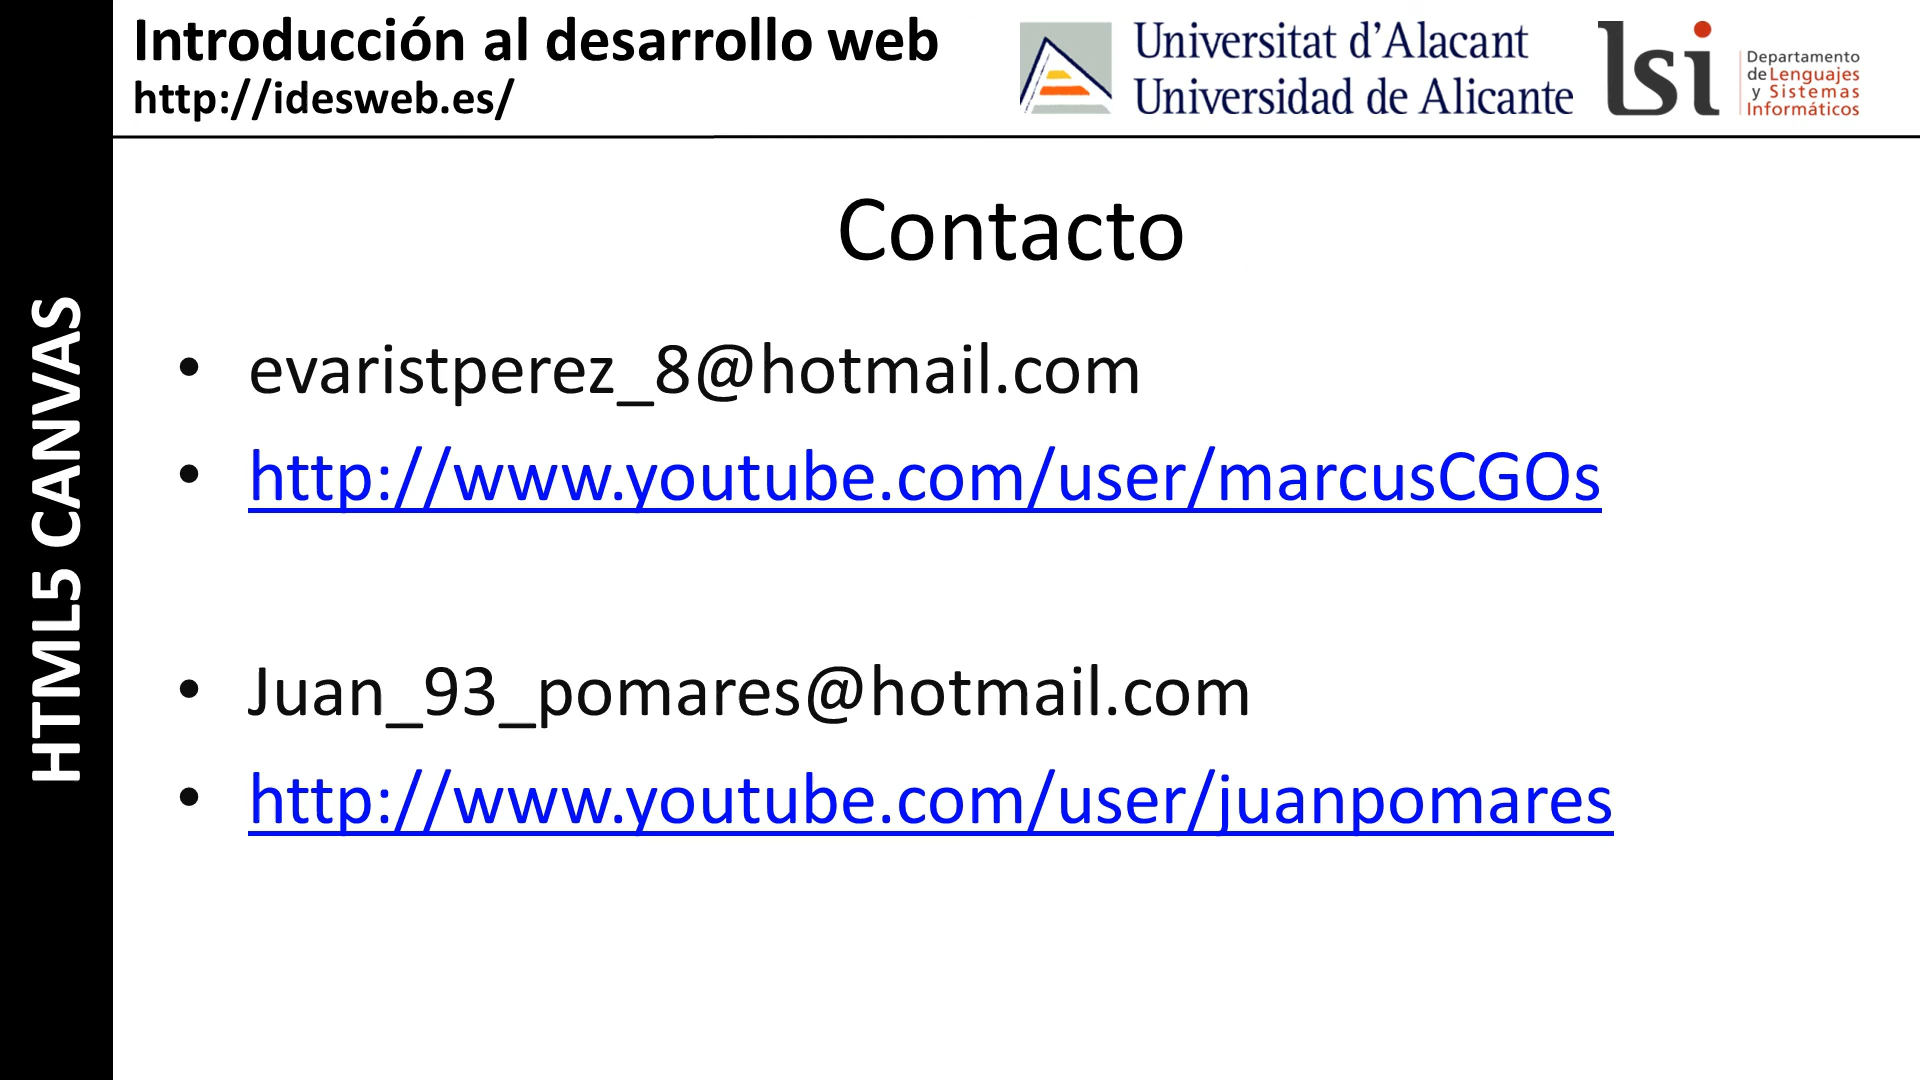 Introducción al desarrollo web
http://idesweb.es/
Universitat d’Alacant
Universidad de Alicante
lsi
Departamento
de Lenguajes
y Sistemas
Informáticos
HTML5 CANVAS
Contacto
• evaristperez_8@hotmail.com
• http://www.youtube.com/user/marcusCGOs
• Juan_93_pomares@hotmail.com
• http://www.youtube.com/user/juanpomares